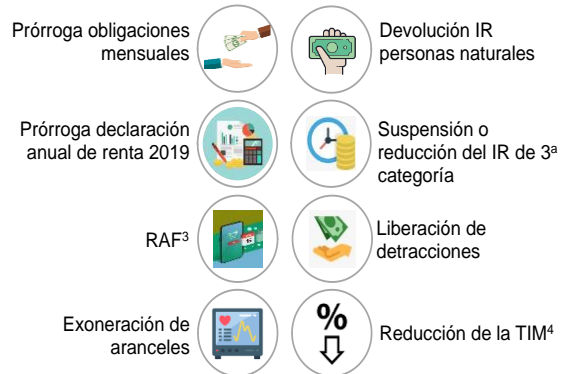 Prórroga obligaciones
mensuales
Devolución IR
personas naturales
Prórroga declaración
anual de renta 2019
Suspensión o
reducción del IR de 3ª
categoría
RAF³
Liberación de
detracciones
Exoneración de
aranceles
%
Reducción de la TIM⁴